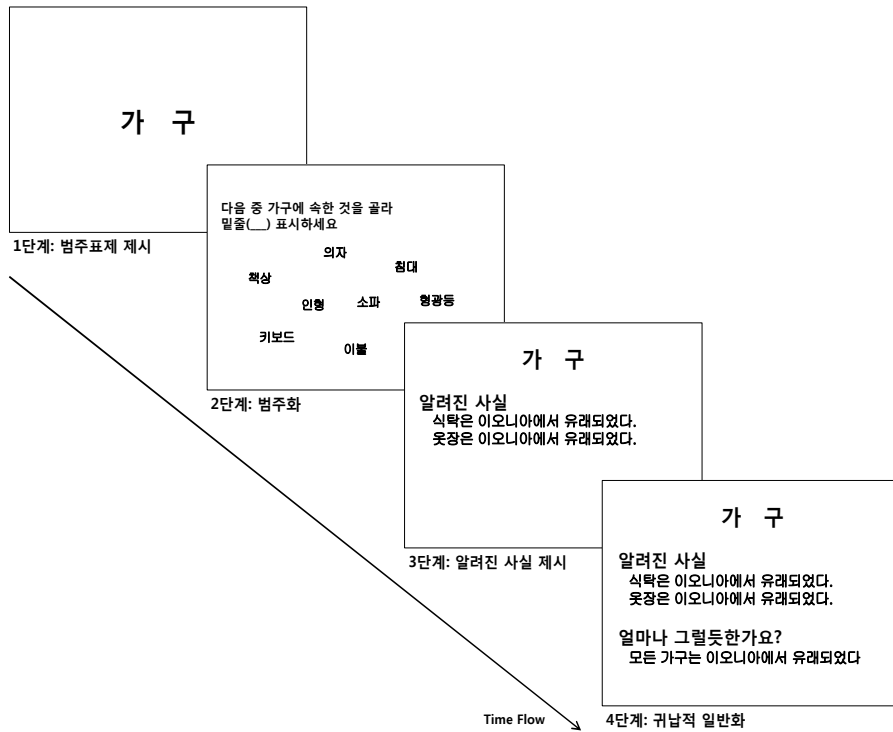 가 구
1단계: 범주표제 제시
다음 중 가구에 속한 것을 골라
밑줄(__) 표시하세요
의자
침대
책상
인형
소파
형광등
키보드
이불
2단계: 범주화
가 구
알려진 사실
식탁은 이오니아에서 유래되었다.
옷장은 이오니아에서 유래되었다.
3단계: 알려진 사실 제시
가 구
알려진 사실
식탁은 이오니아에서 유래되었다.
옷장은 이오니아에서 유래되었다.
얼마나 그럴듯한가요?
모든 가구는 이오니아에서 유래되었다
4단계: 귀납적 일반화
Time Flow